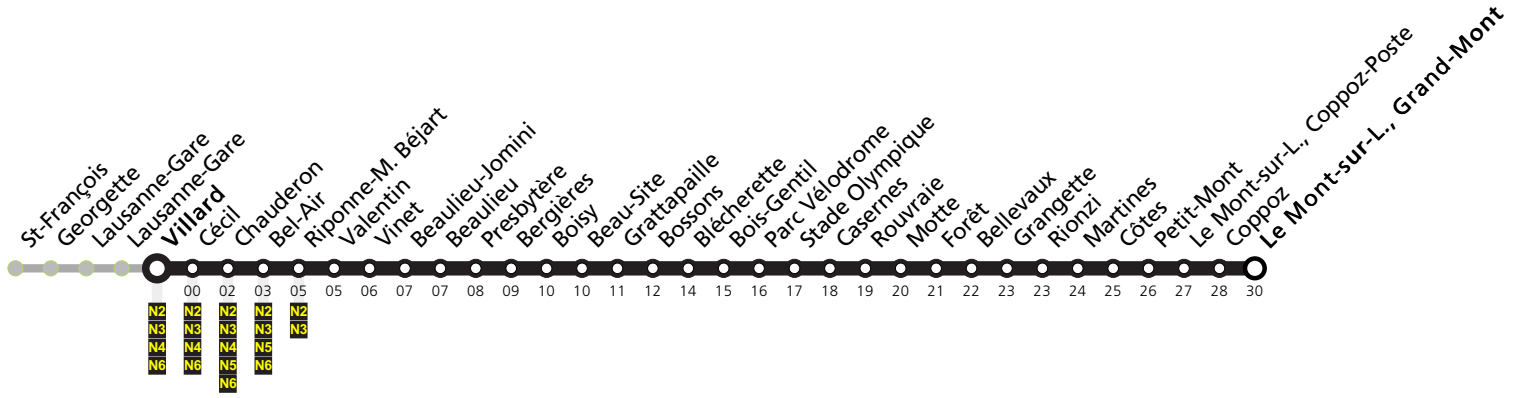 St-François
Georgette
Lausanne-Gare
Lausanne-Gare
Villard
Cécil
Chauderon
Bel-Air
Riponne-M. Béjart
Valentin
Vinet
Beaulieu-Jomini
Beaulieu
Presbytère
Bergières
Boisy
Beau-Site
Grattapaille
Bossons
Blécherette
Bois-Gentil
Parc Vélodrome
Stade Olympique
Casernes
Rouvraie
Motte
Forêt
Bellevaux
Grangette
Rionzi
Martines
Côtes
Petit-Mont
Le Mont-sur-L., Coppoz-Poste
Coppoz
Le Mont-sur-L., Grand-Mont
00 02 03 05 05 06 07 07 08 09 10 10 11 12 14 15 16 17 18 19 20 21 22 23 23 24 25 26 27 28 30
N2 N2 N2 N2 N2
N3 N3 N3 N3 N3
N4 N4 N4 N5
N6 N6 N5 N6
N6